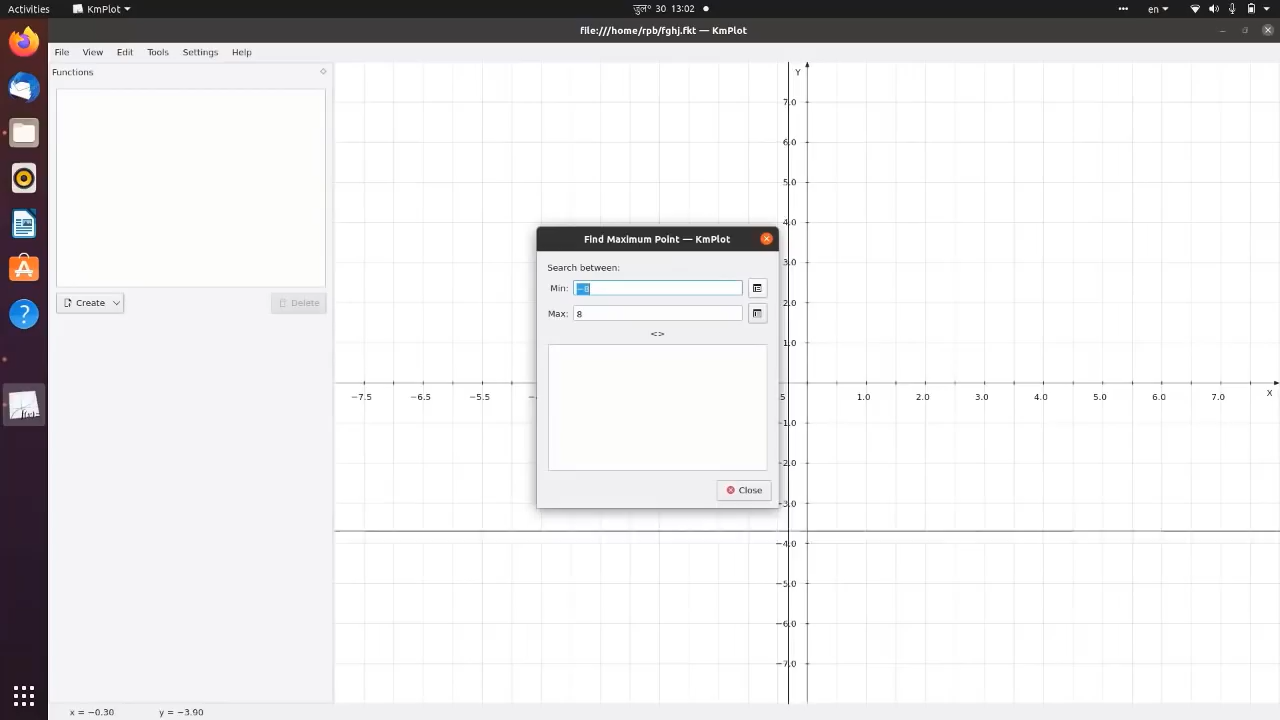 Activities KmPlot जुल॰ 30 13:02 en
file:///home/rpb/fghj.fkt — KmPlot
File View Edit Tools Settings Help
Functions
Create Delete
Y
7.0
6.0
5.0
4.0
3.0
2.0
1.0
−1.0
−2.0
−3.0
−4.0
−5.0
−6.0
−7.0
−7.5 −6.5 −5.5 1.0 2.0 3.0 4.0 5.0 6.0 7.0 X
Find Maximum Point — KmPlot
Search between:
Min: −8
Max: 8
<>
Close
x = −0.30 y = −3.90